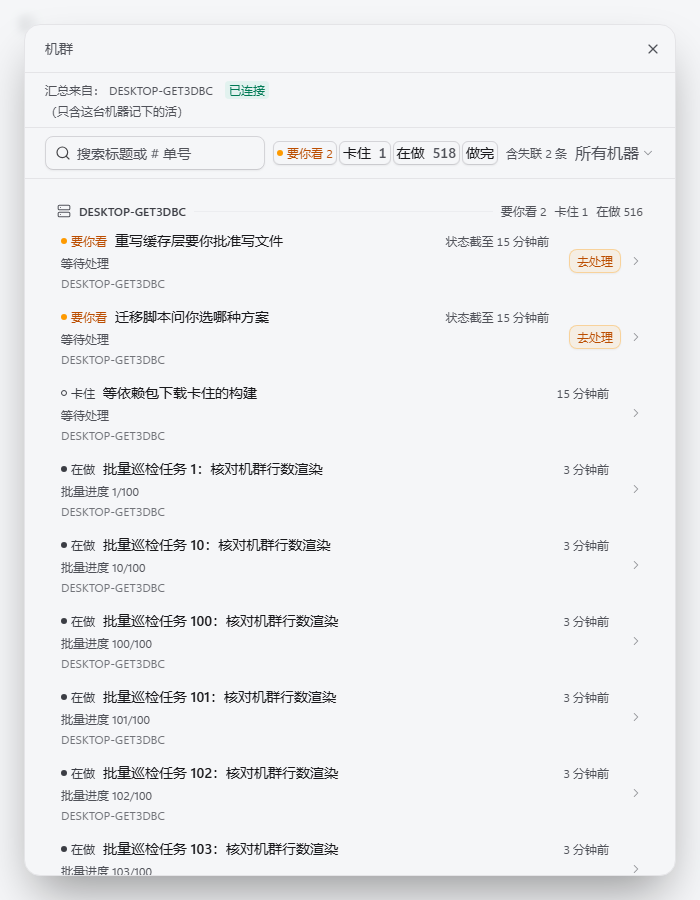 机群
汇总来自： DESKTOP-GET3DBC 已连接
（只含这台机器记下的活）
搜索标题或 # 单号 要你看 2 卡住 1 在做 518 做完 含失联 2 条 所有机器
DESKTOP-GET3DBC 要你看 2 卡住 1 在做 516
要你看 重写缓存层要你批准写文件 状态截至 15 分钟前
等待处理 去处理
DESKTOP-GET3DBC
要你看 迁移脚本问你选哪种方案 状态截至 15 分钟前
等待处理 去处理
DESKTOP-GET3DBC
卡住 等依赖包下载卡住的构建 15 分钟前
等待处理
DESKTOP-GET3DBC
在做 批量巡检任务 1：核对机群行数渲染 3 分钟前
批量进度 1/100
DESKTOP-GET3DBC
在做 批量巡检任务 10：核对机群行数渲染 3 分钟前
批量进度 10/100
DESKTOP-GET3DBC
在做 批量巡检任务 100：核对机群行数渲染 3 分钟前
批量进度 100/100
DESKTOP-GET3DBC
在做 批量巡检任务 101：核对机群行数渲染 3 分钟前
批量进度 101/100
DESKTOP-GET3DBC
在做 批量巡检任务 102：核对机群行数渲染 3 分钟前
批量进度 102/100
DESKTOP-GET3DBC
在做 批量巡检任务 103：核对机群行数渲染 3 分钟前
批量进度 103/100